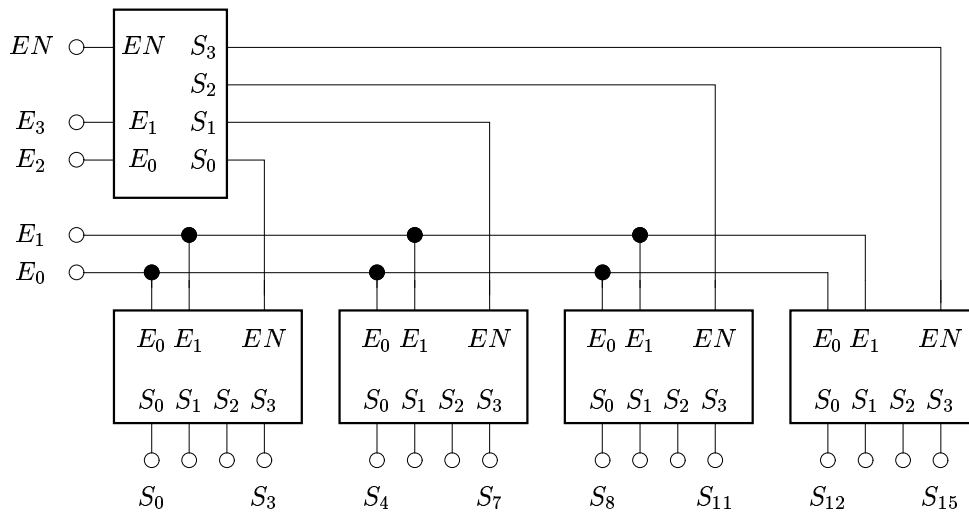 EN EN S₃
S₂
E₃ E₁ S₁
E₂ E₀ S₀
E₁
E₀
E₀ E₁ EN E₀ E₁ EN E₀ E₁ EN E₀ E₁ EN
S₀ S₁ S₂ S₃ S₀ S₁ S₂ S₃ S₀ S₁ S₂ S₃ S₀ S₁ S₂ S₃
S₀ S₃ S₄ S₇ S₈ S₁₁ S₁₂ S₁₅